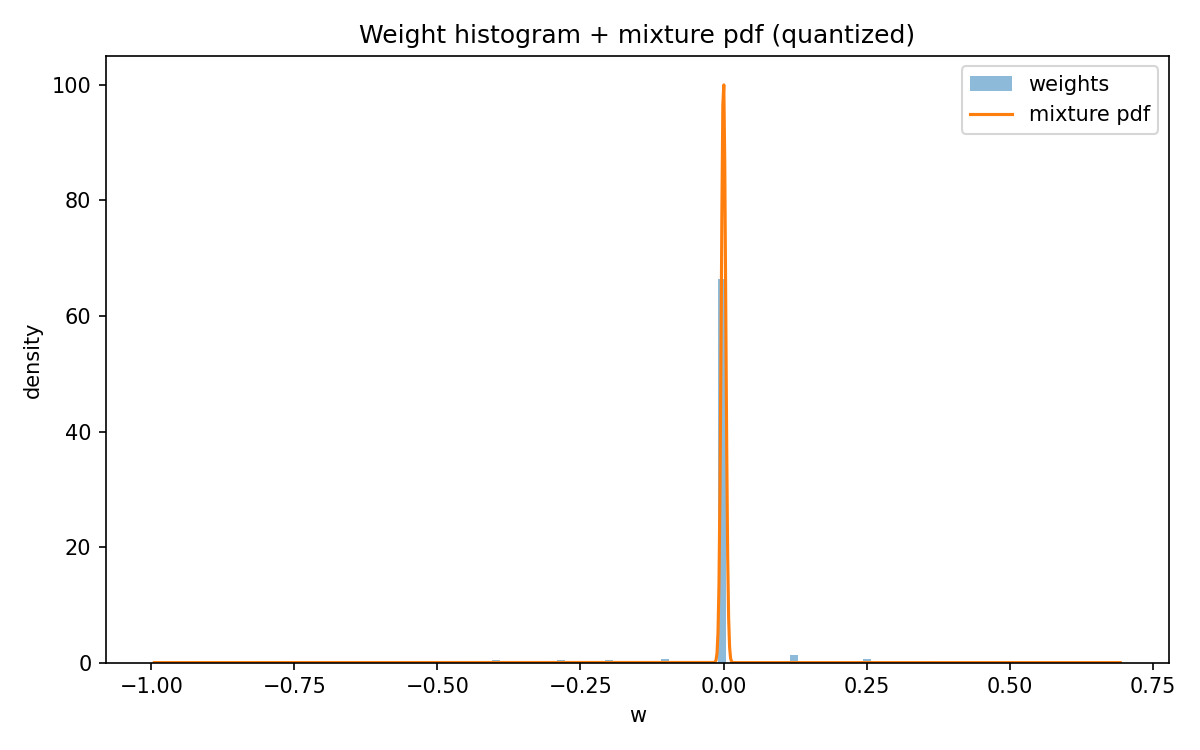 Weight histogram + mixture pdf (quantized)
weights
mixture pdf
100
80
60
40
20
0
density
−1.00 −0.75 −0.50 −0.25 0.00 0.25 0.50 0.75
w